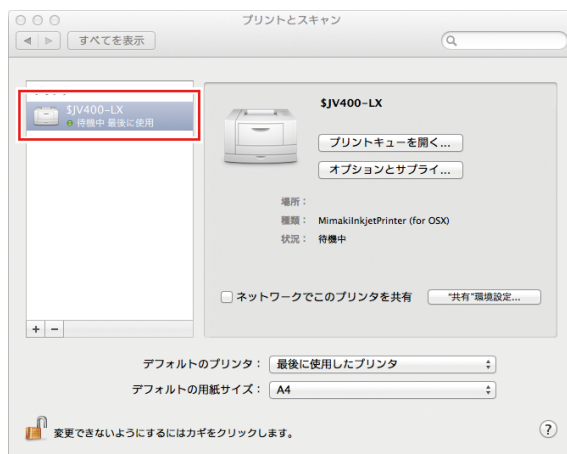 プリントとスキャン
すべてを表示
$JV400-LX
待機中 最後に使用
$JV400-LX
プリントキューを開く...
オプションとサプライ...
場所：
種類： MimakiInkjetPrinter (for OSX)
状況： 待機中
ネットワークでこのプリンタを共有
"共有"環境設定...
+ −
デフォルトのプリンタ： 最後に使用したプリンタ
デフォルトの用紙サイズ： A4
変更できないようにするにはカギをクリックします。
?